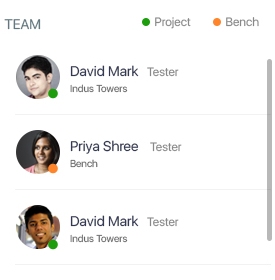 TEAM Project Bench
David Mark Tester
Indus Towers
Priya Shree Tester
Bench
David Mark Tester
Indus Towers